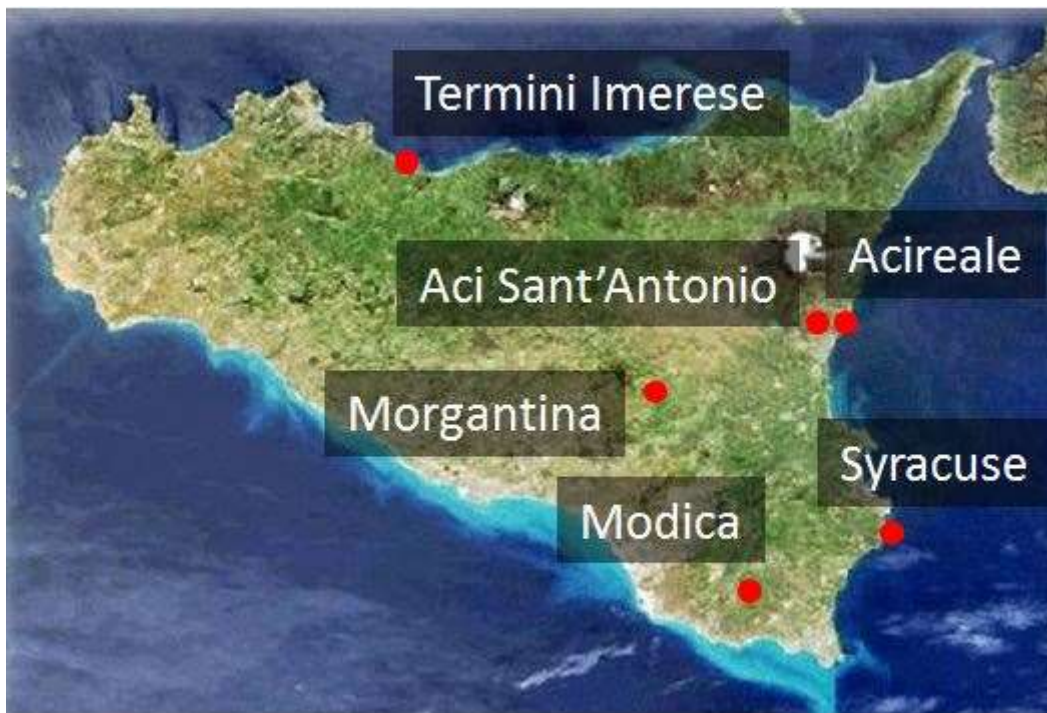 Termini Imerese
Acireale
Aci Sant’Antonio
Morgantina
Syracuse
Modica